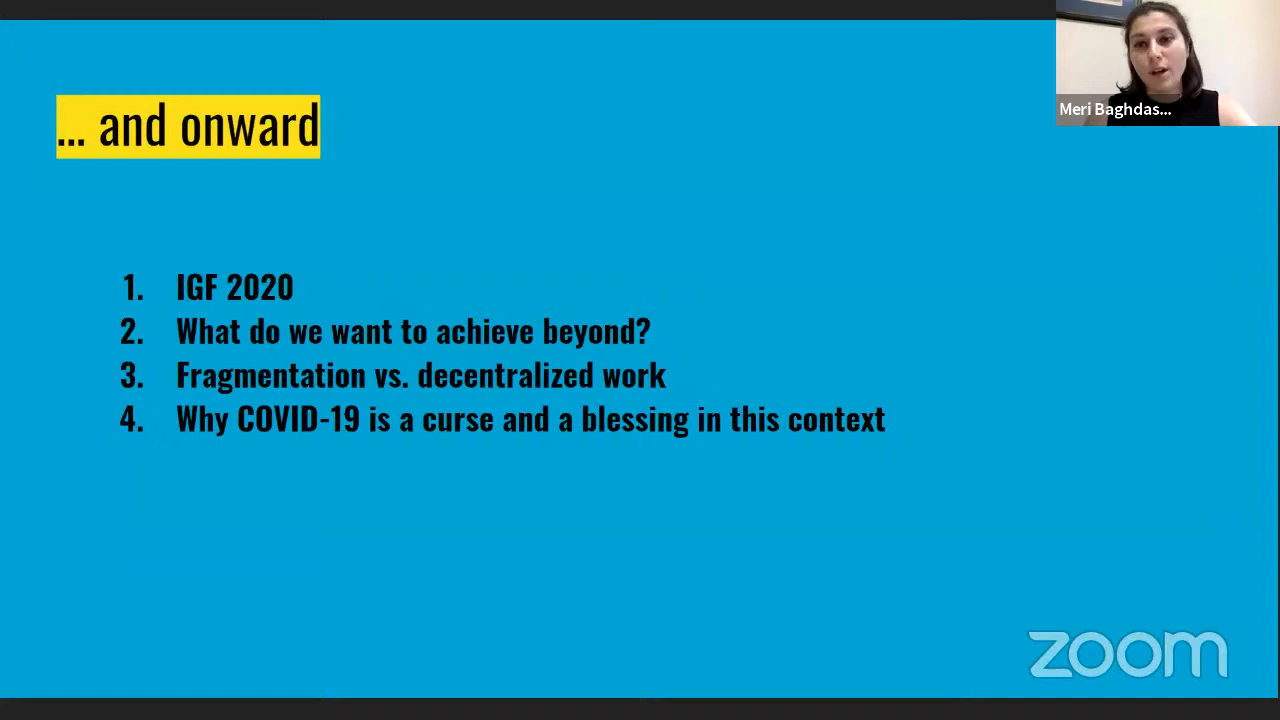 Meri Baghdas...
... and onward
1. IGF 2020
2. What do we want to achieve beyond?
3. Fragmentation vs. decentralized work
4. Why COVID-19 is a curse and a blessing in this context
zoom